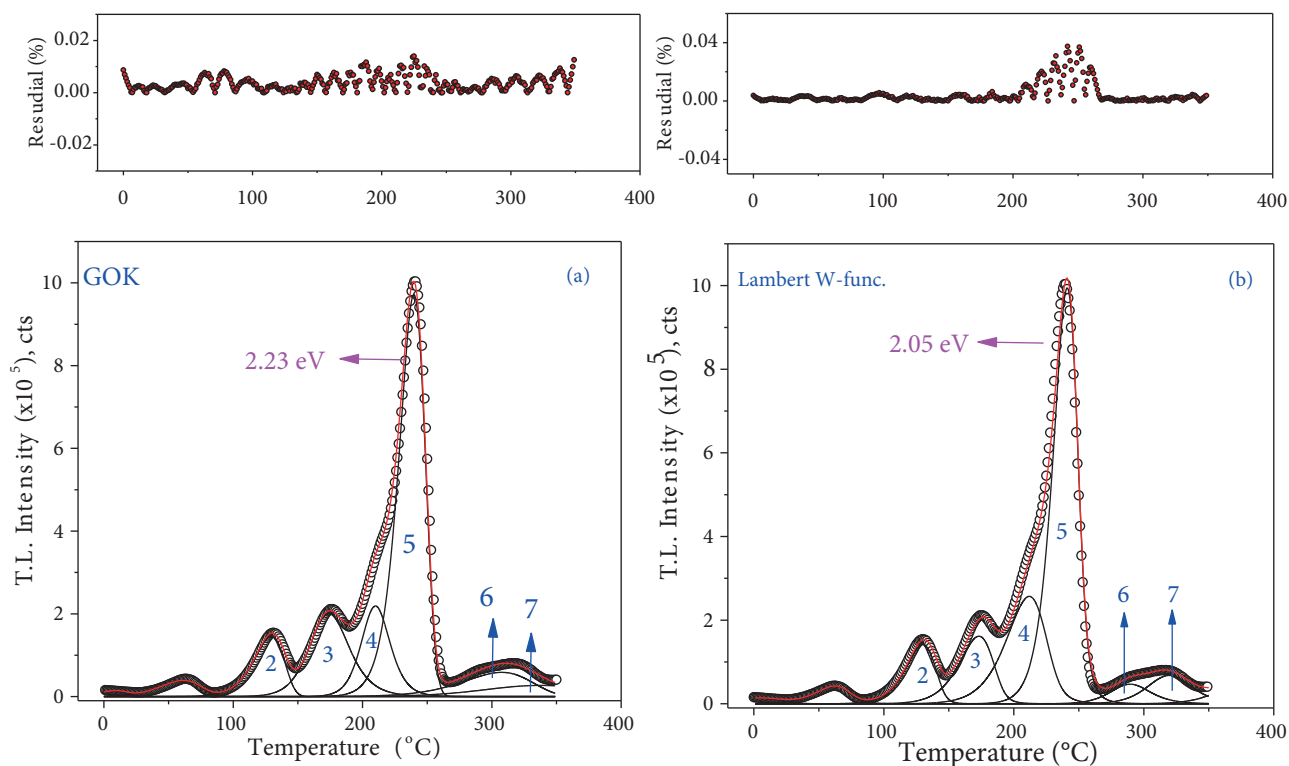 0.02
0.00
-0.02
Resudial (%)
0 100 200 300 400
0.04
0.00
-0.04
Resudial (%)
0 100 200 300 400
GOK
(a)
10
8
6
4
2
0
T.L. Intensity (x10 5), cts
2.23 eV
2
3
4
5
6
7
0 100 200 300 400
Temperature (°C)
Lambert W-func.
(b)
10
8
6
4
2
0
T.L. Intensity (x10 5), cts
2.05 eV
2
3
4
5
6
7
0 100 200 300 400
Temperature (°C)